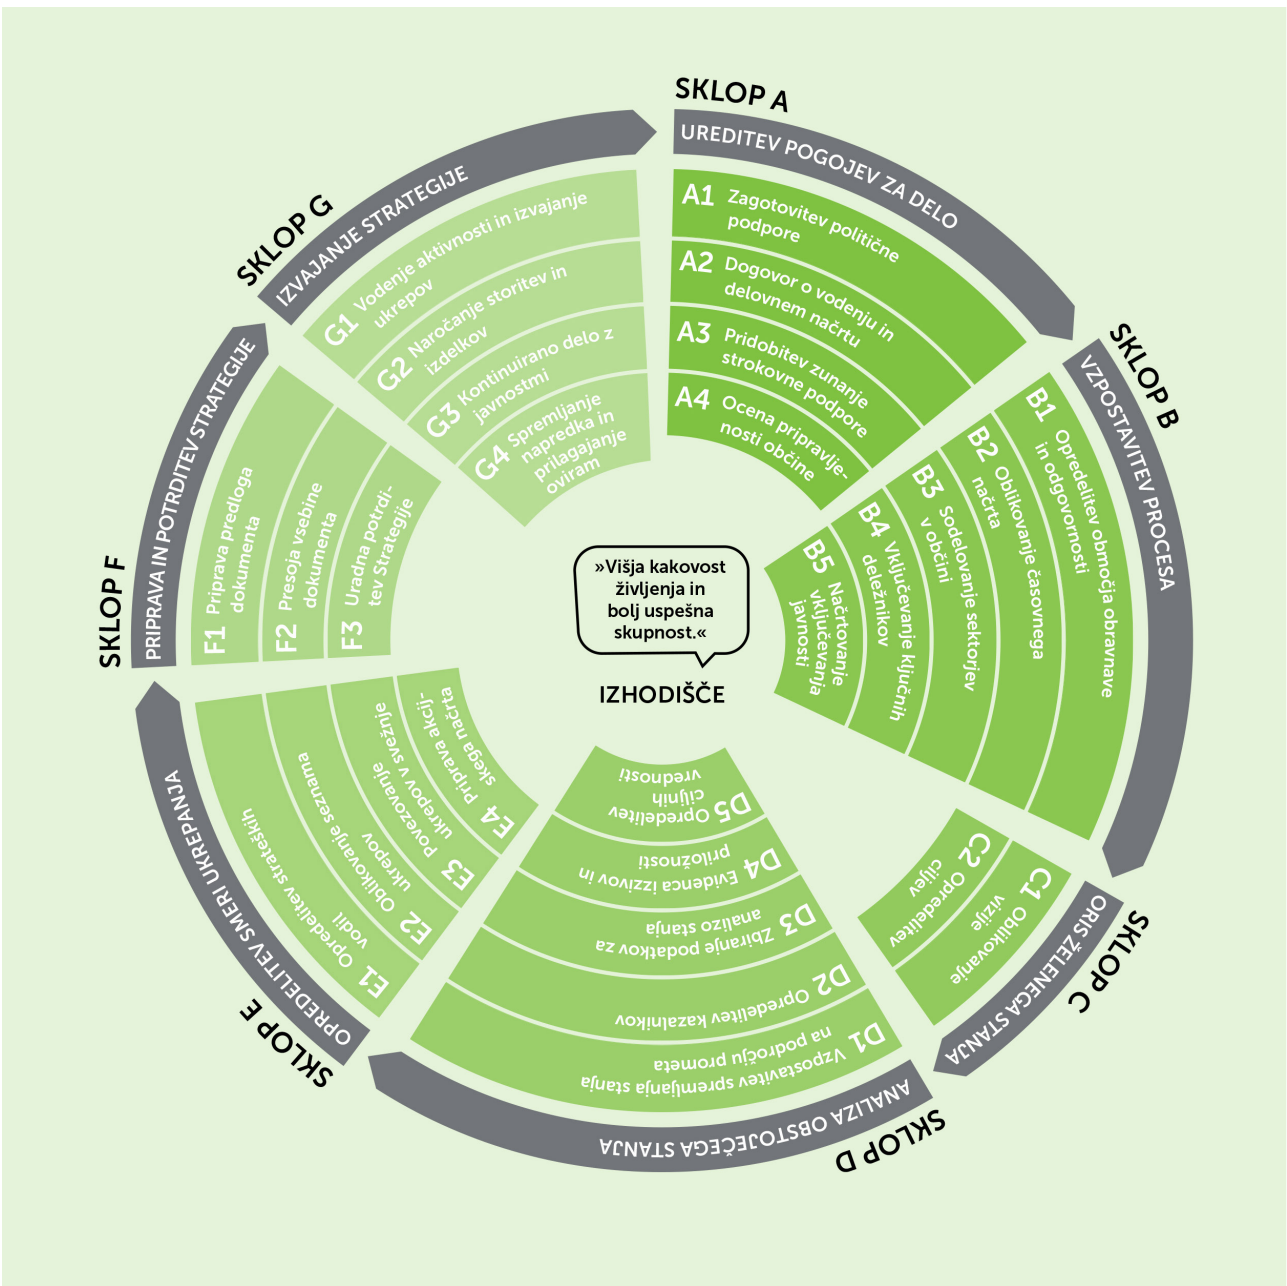 SKLOP A
UREDITEV POGOJEV ZA DELO
A1 Zagotovitev politične
podpore
A2 Dogovor o vodenju in
delovnem načrtu
A3 Pridobitev zunanje
strokovne podpore
A4 Ocena pripravlje-
nosti občine
SKLOP B
VZPOSTAVITEV PROCESA
B1 Opredelitev območja obravnave
in odgovornosti
B2 Oblikovanje časovnega
načrta
B3 Sodelovanje sektorjev
v občini
B4 Vključevanje ključnih
deležnikov
B5 Načrtovanje
vključevanja
javnosti
SKLOP C
ORIS ŽELENEGA STANJA
C1 Oblikovanje
vizije
C2 Opredelitev
ciljev
SKLOP D
ANALIZA OBSTOJEČEGA STANJA
D1 Vzpostavitev spremljanja stanja
na področju prometa
D2 Opredelitev kazalnikov
D3 Zbiranje podatkov za
analizo stanja
D4 Evidenca izzivov in
priložnosti
D5 Opredelitev
ciljnih
vrednosti
SKLOP E
OPREDELITEV SMERI UKREPANJA
E1 Opredelitev strateških
vodil
E2 Oblikovanje seznama
ukrepov
E3 Povezovanje
ukrepov v svežnje
E4 Priprava akcij-
skega načrta
SKLOP F
PRIPRAVA IN POTRDITEV STRATEGIJE
F1 Priprava predloga
dokumenta
F2 Presoja vsebine
dokumenta
F3 Uradna potrdi-
tev Strategije
SKLOP G
IZVAJANJE STRATEGIJE
G1 Vodenje aktivnosti in izvajanje
ukrepov
G2 Naročanje storitev in
izdelkov
G3 Kontinuirano delo z
javnostmi
G4 Spremljanje
napredka in
prilagajanje
oviram
»Višja kakovost
življenja in
bolj uspešna
skupnost.«
IZHODIŠČE